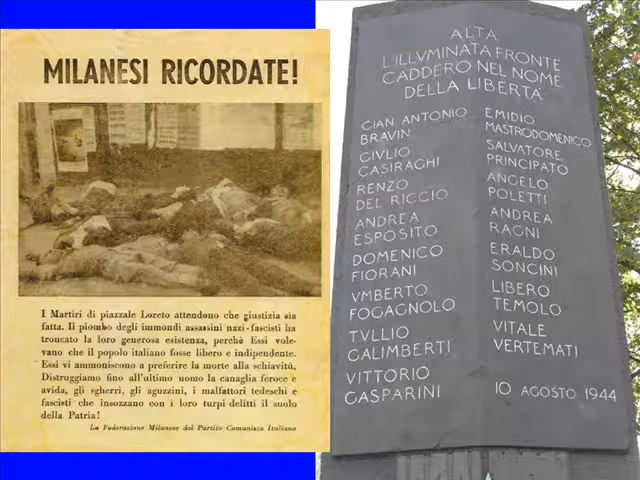 MILANESI RICORDATE!
I Martiri di piazzale Loreto attendono che giustizia sia
fatta. Il piombo degli immondi assassini nazi-fascisti ha
troncato la loro generosa esistenza, perchè Essi vole-
vano che il popolo italiano fosse libero e indipendente.
Essi vi ammoniscono a preferire la morte alla schiavitù,
Distruggiamo fino all'ultimo uomo la canaglia feroce e
avida, gli sgherri, gli aguzzini, i malfattori tedeschi e
fascisti che insozzano con i loro turpi delitti il suolo
della Patria!
La Federazione Milanese del Partito Comunista Italiano
ALTA
L'ILLVMINATA FRONTE
CADDERO NEL NOME
DELLA LIBERTA'
GIAN ANTONIO
BRAVIN
GIVLIO
CASIRAGHI
RENZO
DEL RICCIO
ANDREA
ESPOSITO
DOMENICO
FIORANI
VMBERTO
FOGAGNOLO
TVLLIO
GALIMBERTI
VITTORIO
GASPARINI
EMIDIO
MASTRODOMENICO
SALVATORE
PRINCIPATO
ANGELO
POLETTI
ANDREA
RAGNI
ERALDO
SONCINI
LIBERO
TEMOLO
VITALE
VERTEMATI
10 AGOSTO 1944